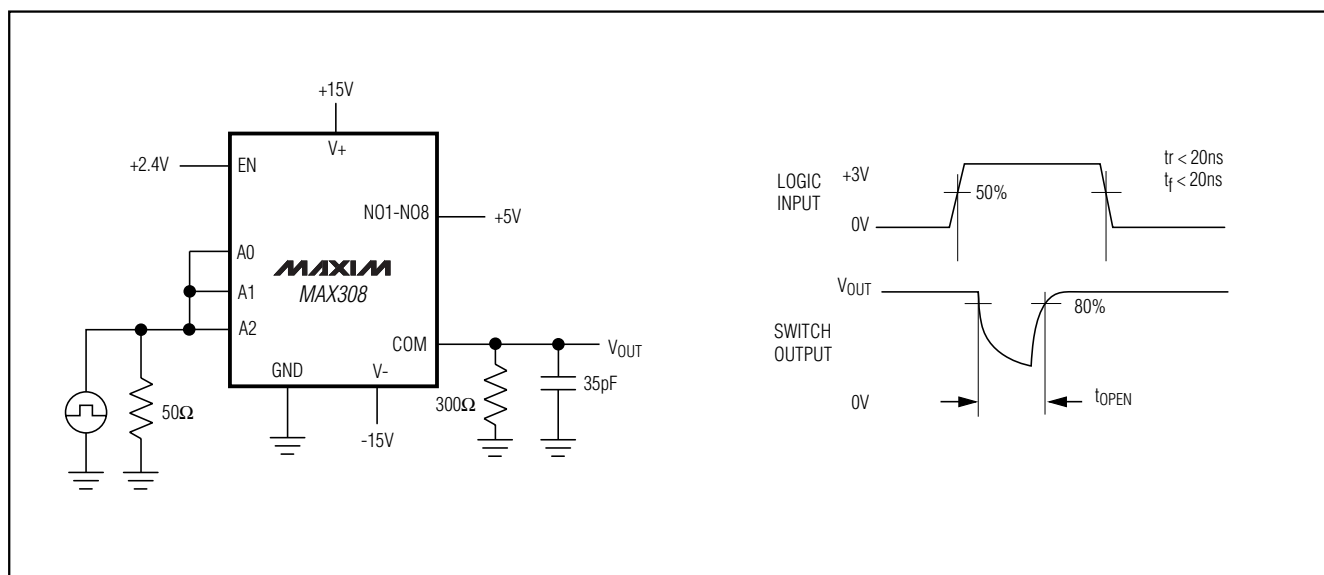 +15V
V+
+2.4V
EN
NO1-NO8
+5V
A0
MAXIM
A1
MAX308
A2
COM
VOUT
GND
V-
50Ω
300Ω
35pF
-15V
LOGIC
INPUT
+3V
50%
0V
tr < 20ns
tf < 20ns
VOUT
80%
SWITCH
OUTPUT
0V
tOPEN